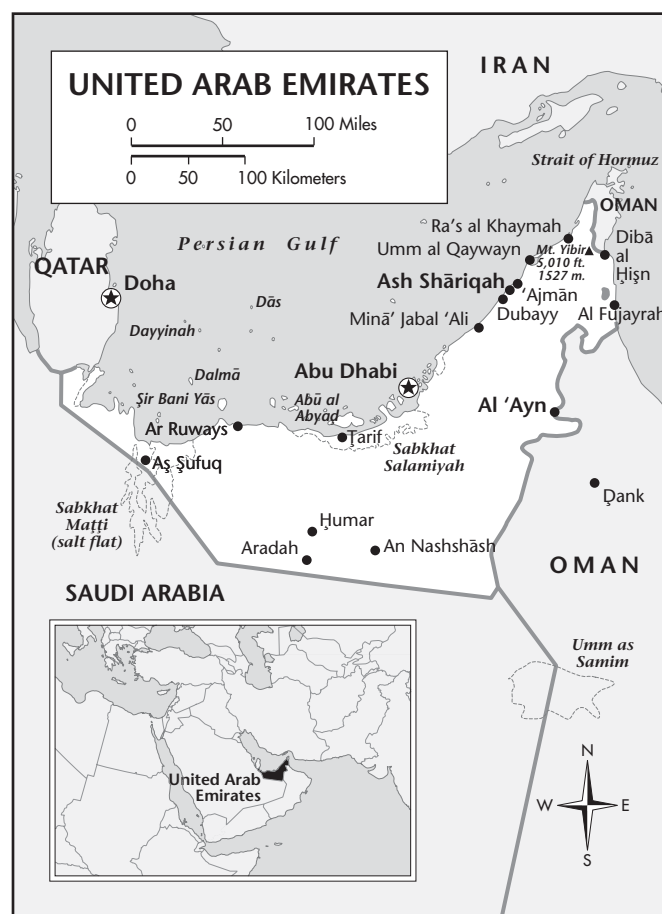 UNITED ARAB EMIRATES
0 50 100 Miles
0 50 100 Kilometers
IRAN
Strait of Hormuz
OMAN
Ra's al Khaymah
Umm al Qaywayn
Mt. Yibir
5,010 ft.
1527 m.
Dibā
al
Ḩişn
Persian Gulf
QATAR
Doha
Ash Shāriqah
'Ajmān
Dubayy
Al Fujayrah
Dās
Dayyinah
Minā' Jabal 'Ali
Dalmā
Abu Dhabi
Şir Bani Yās
Abū al
Abyad
Al 'Ayn
Ar Ruways
Ţarif
Sabkhat
Salamiyah
Aş Şufuq
Sabkhat
Maţţi
(salt flat)
Ḑank
Ḩumar
Aradah
An Nashshāsh
OMAN
SAUDI ARABIA
Umm as
Samim
United Arab
Emirates
N
W E
S